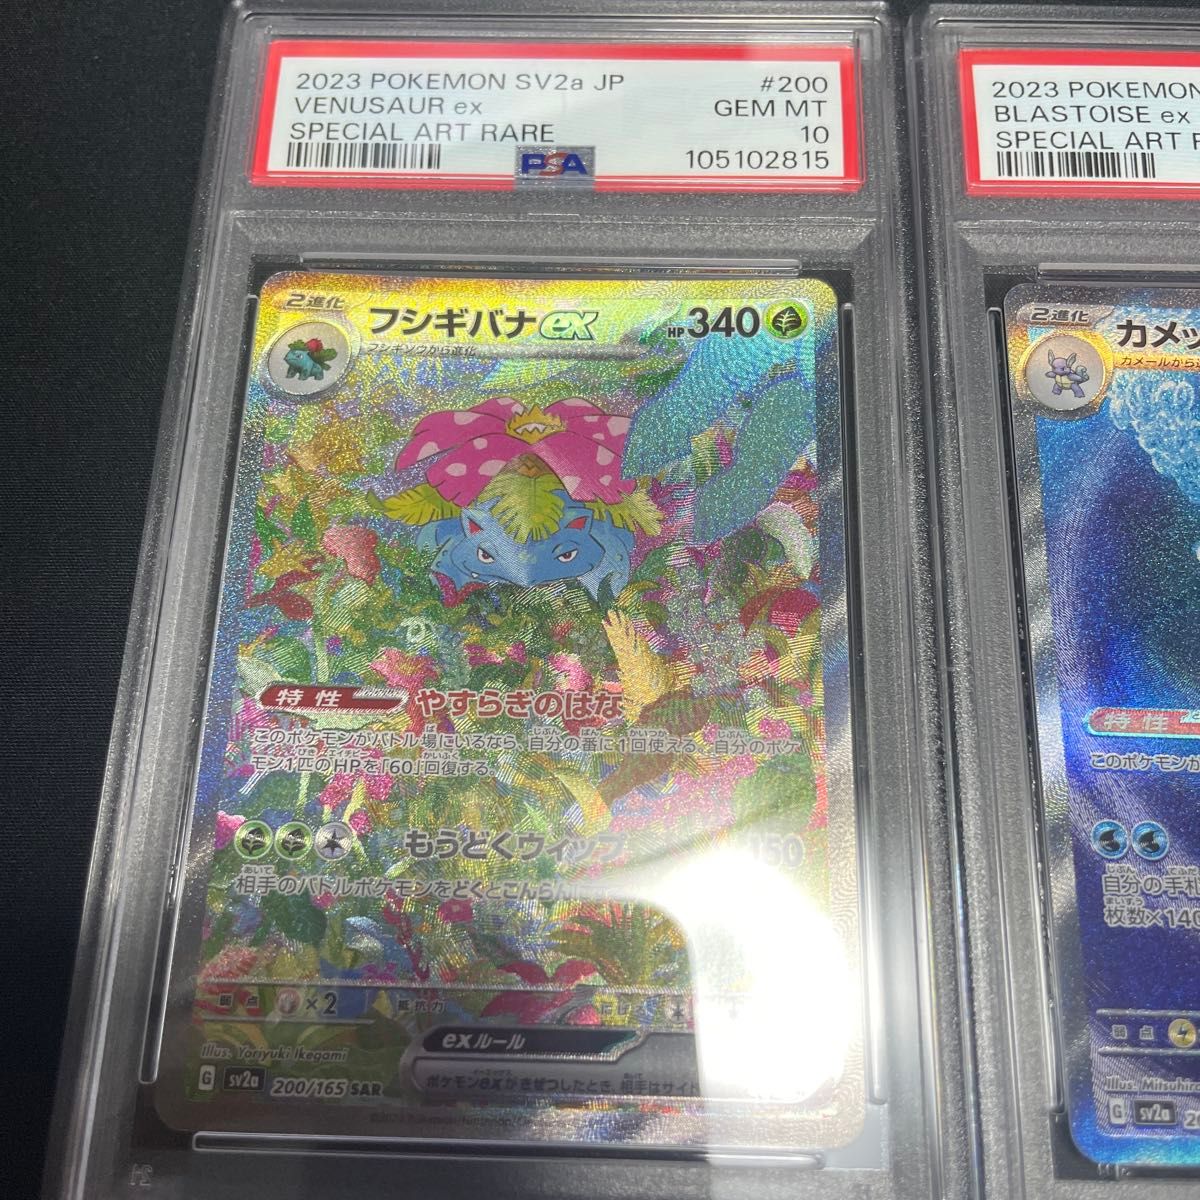 2023 POKEMON SV2a JP #200
VENUSAUR ex GEM MT
SPECIAL ART RARE 10
PSA 105102815
2進化
フシギバナex HP340
フシギソウから進化
特性 やすらぎのはな
このポケモンがバトル場にいるなら、自分の番に1回使える。自分のポケ
モン1匹のHPを「60」回復する。
もうどくウィップ 150
相手のバトルポケモンをどくとこんらんにする
弱点 ×2 抵抗力
exルール
Illus. Yoriyuki Ikegami
ポケモンexがきぜつしたとき、相手はサイド
G sv2a 200/165 SAR
2023 POKEMON
BLASTOISE ex
SPECIAL ART
2進化
カメッ
カメールから
特性
このポケモンが
自分の手札
枚数×140
弱点
Illus. Mitsuhir
G sv2a